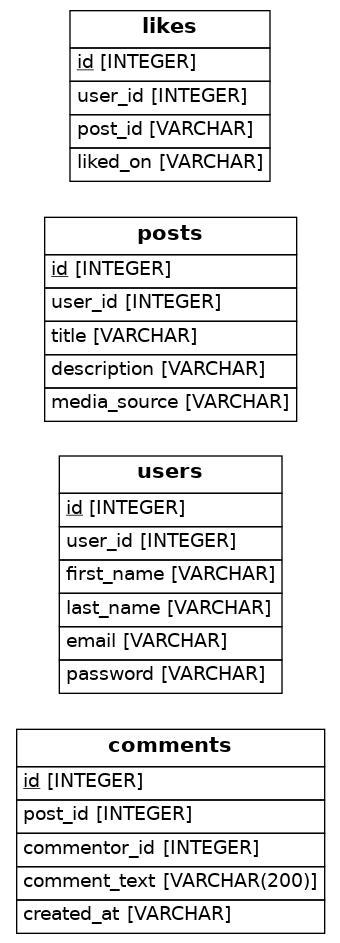 likes
id [INTEGER]
user_id [INTEGER]
post_id [VARCHAR]
liked_on [VARCHAR]
posts
id [INTEGER]
user_id [INTEGER]
title [VARCHAR]
description [VARCHAR]
media_source [VARCHAR]
users
id [INTEGER]
user_id [INTEGER]
first_name [VARCHAR]
last_name [VARCHAR]
email [VARCHAR]
password [VARCHAR]
comments
id [INTEGER]
post_id [INTEGER]
commentor_id [INTEGER]
comment_text [VARCHAR(200)]
created_at [VARCHAR]